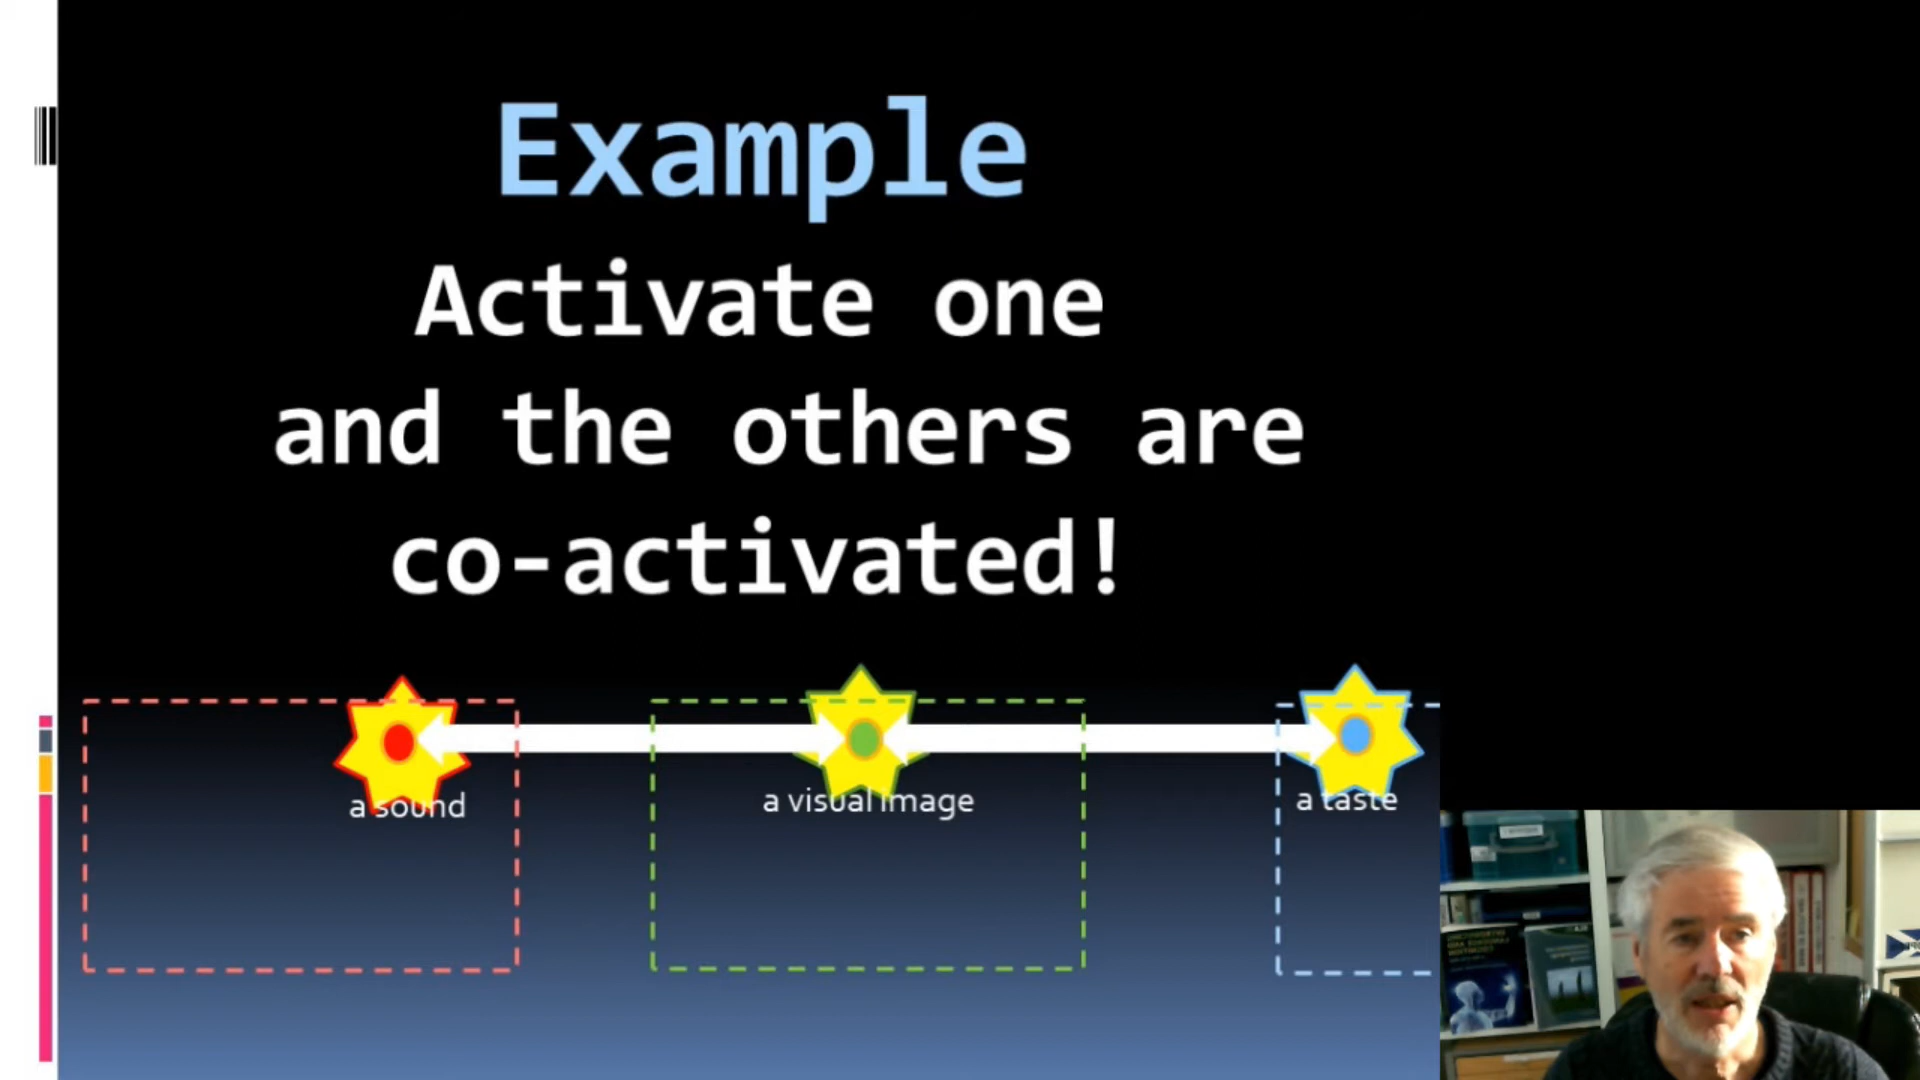 Example
Activate one
and the others are
co-activated!
a sound
a visual image
a taste